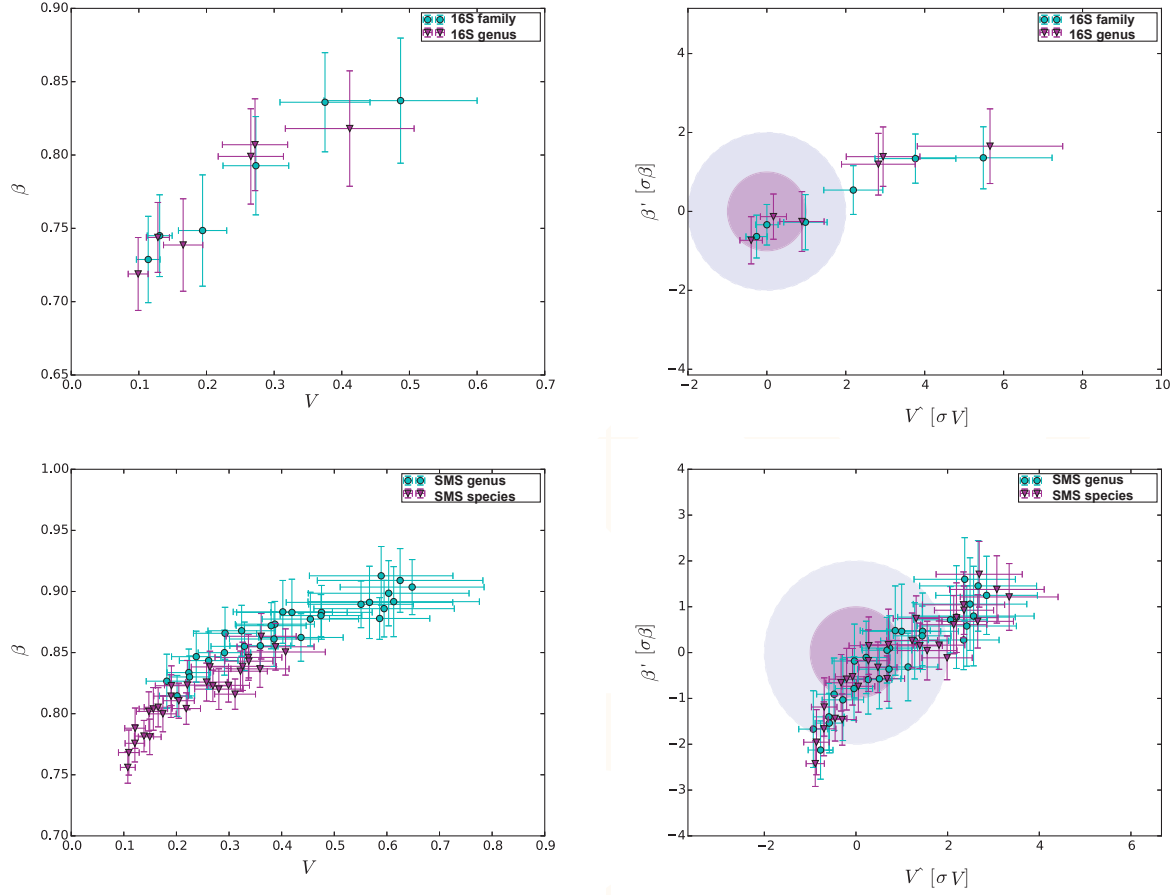 0.90
0.85
0.80
0.75
0.70
0.65
β
0.0 0.1 0.2 0.3 0.4 0.5 0.6 0.7
V
16S family
16S genus
4
2
0
−2
−4
β' [σβ]
−2 0 2 4 6 8 10
Vˆ [σ V]
16S family
16S genus
1.00
0.95
0.90
0.85
0.80
0.75
0.70
β
0.0 0.1 0.2 0.3 0.4 0.5 0.6 0.7 0.8 0.9
V
SMS genus
SMS species
4
3
2
1
0
−1
−2
−3
−4
β' [σβ]
−2 0 2 4 6
Vˆ [σ V]
SMS genus
SMS species